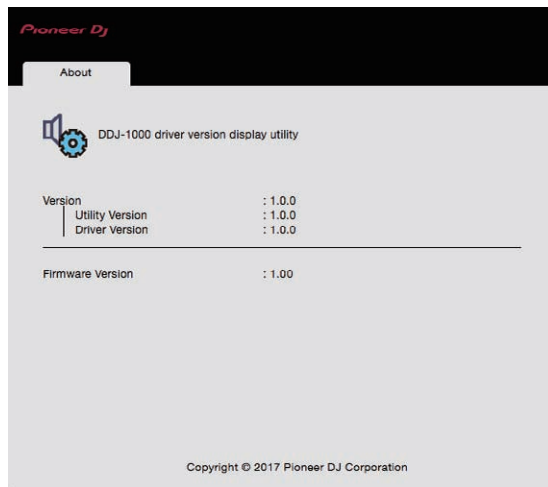 Pioneer Dj
About
DDJ-1000 driver version display utility
Version : 1.0.0
Utility Version : 1.0.0
Driver Version : 1.0.0
Firmware Version : 1.00
Copyright © 2017 Pioneer DJ Corporation